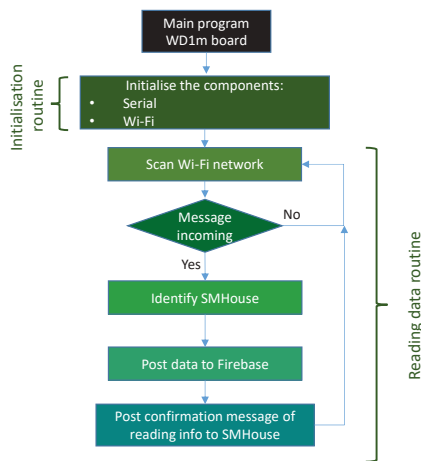 Main program
WD1m board
Initialisation
routine
Initialise the components:
• Serial
• Wi-Fi
Scan Wi-Fi network
Message
incoming
No
Yes
Identify SMHouse
Post data to Firebase
Post confirmation message of
reading info to SMHouse
Reading data routine